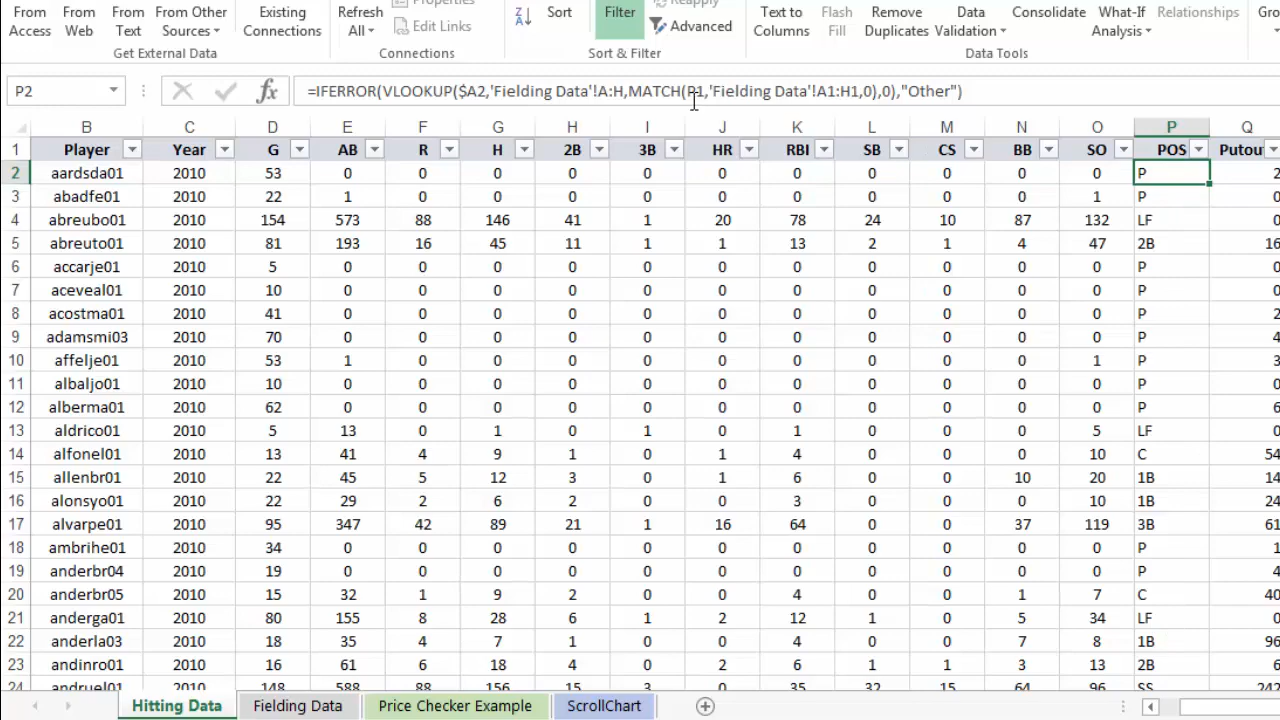 Properties Reapply
From From From From Other Existing Refresh Sort Filter Text to Flash Remove Data Consolidate What-If Relationships Gro
Access Web Text Sources Connections All Edit Links Advanced Columns Fill Duplicates Validation Analysis
Get External Data Connections Sort & Filter Data Tools
P2 fx =IFERROR(VLOOKUP($A2,'Fielding Data'!A:H,MATCH(P1,'Fielding Data'!A1:H1,0),0),"Other")
B C D E F G H I J K L M N O P Q
1 Player Year G AB R H 2B 3B HR RBI SB CS BB SO POS Putou
2 aardsda01 2010 53 0 0 0 0 0 0 0 0 0 0 0 P 2
3 abadfe01 2010 22 1 0 0 0 0 0 0 0 0 0 1 P 0
4 abreubo01 2010 154 573 88 146 41 1 20 78 24 10 87 132 LF 0
5 abreuto01 2010 81 193 16 45 11 1 1 13 2 1 4 47 2B 16
6 accarje01 2010 5 0 0 0 0 0 0 0 0 0 0 0 P 0
7 aceveal01 2010 10 0 0 0 0 0 0 0 0 0 0 0 P 0
8 acostma01 2010 41 0 0 0 0 0 0 0 0 0 0 0 P 2
9 adamsmi03 2010 70 0 0 0 0 0 0 0 0 0 0 0 P 4
10 affelje01 2010 53 1 0 0 0 0 0 0 0 0 0 1 P 3
11 albaljo01 2010 10 0 0 0 0 0 0 0 0 0 0 0 P 0
12 alberma01 2010 62 0 0 0 0 0 0 0 0 0 0 0 P 6
13 aldrico01 2010 5 13 0 1 0 1 0 1 0 0 0 5 LF 0
14 alfonel01 2010 13 41 4 9 1 0 1 4 0 0 0 10 C 54
15 allenbr01 2010 22 45 5 12 3 0 1 6 0 0 10 20 1B 14
16 alonsyo01 2010 22 29 2 6 2 0 0 3 0 0 0 10 1B 24
17 alvarpe01 2010 95 347 42 89 21 1 16 64 0 0 37 119 3B 61
18 ambrihe01 2010 34 0 0 0 0 0 0 0 0 0 0 0 P 1
19 anderbr04 2010 19 0 0 0 0 0 0 0 0 0 0 0 P 4
20 anderbr05 2010 15 32 1 9 2 0 0 4 0 0 1 7 C 40
21 anderga01 2010 80 155 8 28 6 1 2 12 1 0 5 34 LF 0
22 anderla03 2010 18 35 4 7 1 0 0 4 0 0 7 8 1B 96
23 andinro01 2010 16 61 6 18 4 0 2 6 1 1 3 13 2B 16
24 andruel01 2010 148 588 88 156 15 3 0 35 32 15 64 96 SS 242
Hitting Data Fielding Data Price Checker Example ScrollChart